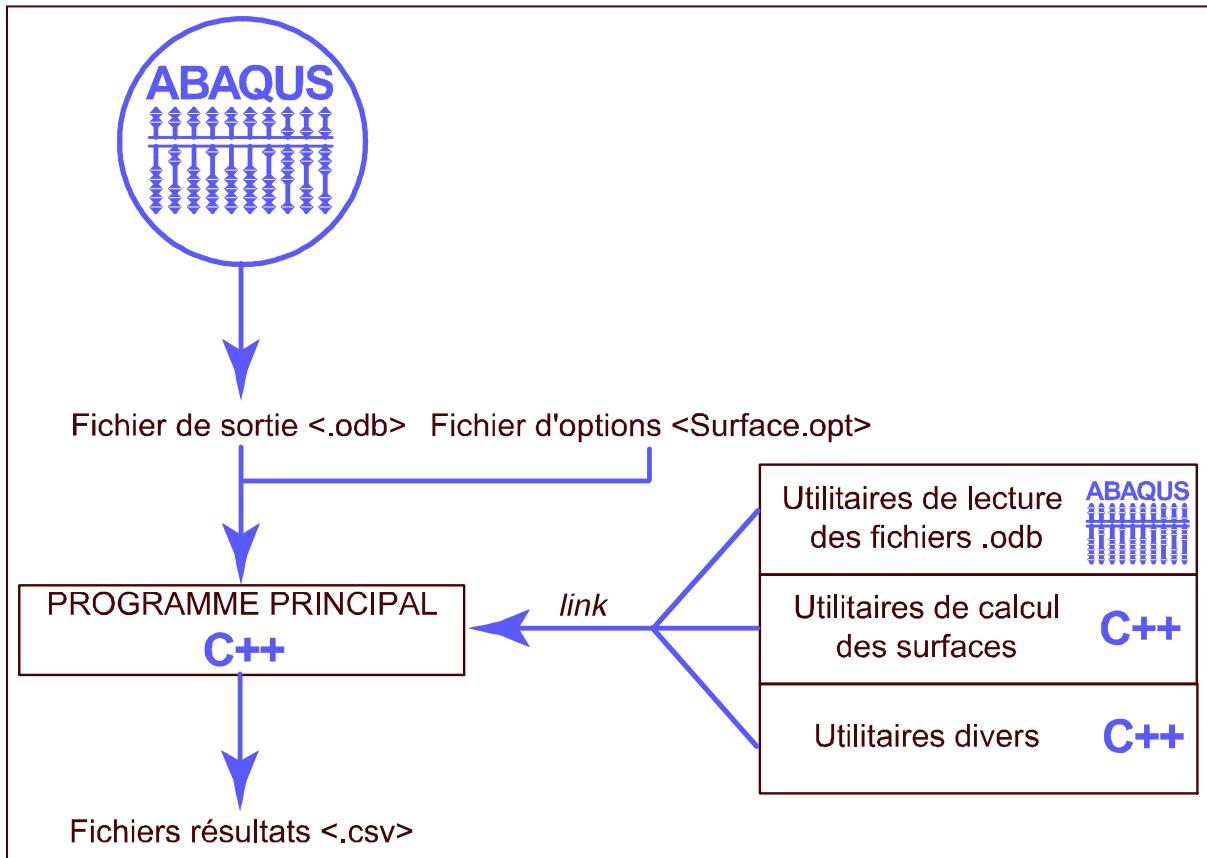 ABAQUS
Fichier de sortie <.odb>
Fichier d'options <Surface.opt>
Utilitaires de lecture
des fichiers .odb
ABAQUS
PROGRAMME PRINCIPAL
C++
link
Utilitaires de calcul
des surfaces
C++
Utilitaires divers
C++
Fichiers résultats <.csv>